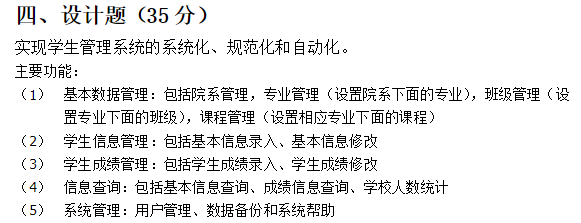 四、设计题（35 分）
实现学生管理系统的系统化、规范化和自动化。
主要功能：
（1） 基本数据管理：包括院系管理，专业管理（设置院系下面的专业），班级管理（设
置专业下面的班级），课程管理（设置相应专业下面的课程）
（2） 学生信息管理：包括基本信息录入、基本信息修改
（3） 学生成绩管理：包括学生成绩录入、学生成绩修改
（4） 信息查询：包括基本信息查询、成绩信息查询、学校人数统计
（5） 系统管理：用户管理、数据备份和系统帮助